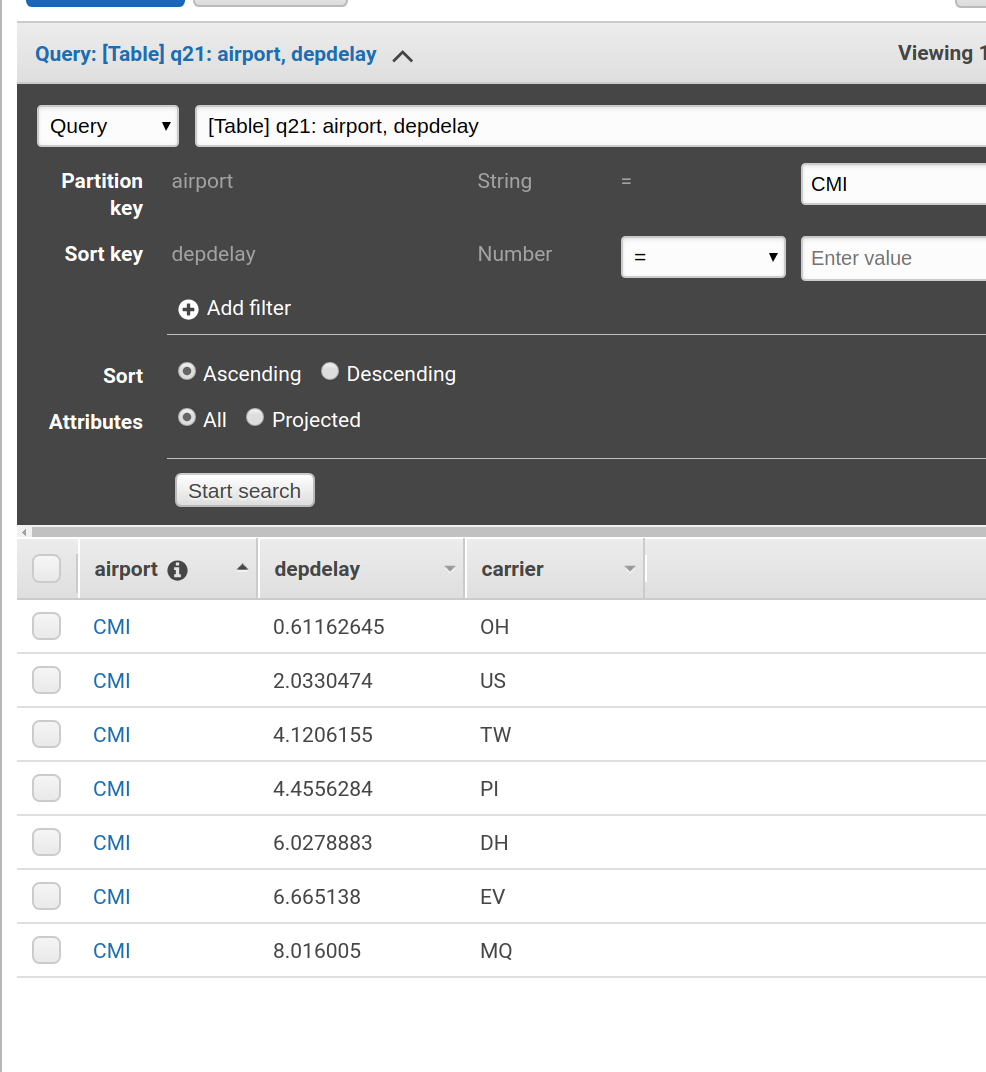 Query: [Table] q21: airport, depdelay
Viewing 1
Query
[Table] q21: airport, depdelay
Partition key airport String = CMI
Sort key depdelay Number = Enter value
Add filter
Sort Ascending Descending
Attributes All Projected
Start search
airport depdelay carrier
CMI 0.61162645 OH
CMI 2.0330474 US
CMI 4.1206155 TW
CMI 4.4556284 PI
CMI 6.0278883 DH
CMI 6.665138 EV
CMI 8.016005 MQ